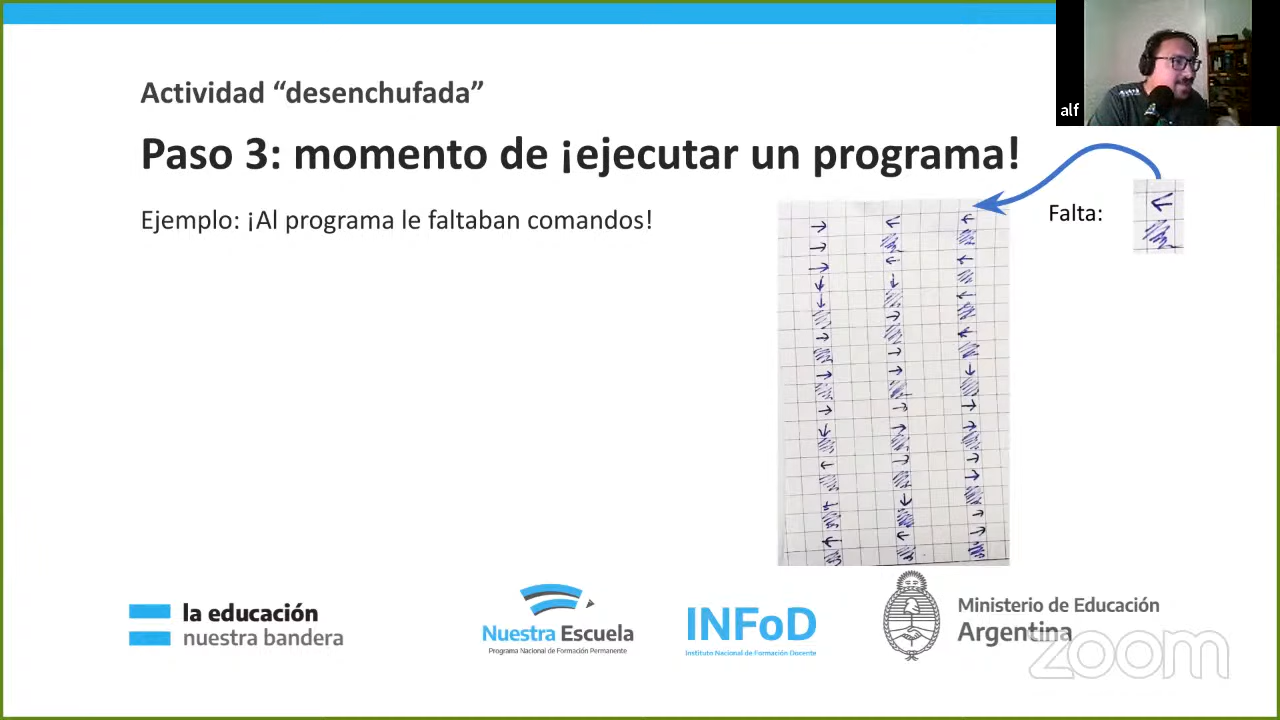 alf
Actividad “desenchufada”
Paso 3: momento de ¡ejecutar un programa!
Ejemplo: ¡Al programa le faltaban comandos!
Falta:
la educación
nuestra bandera
Nuestra Escuela
Programa Nacional de Formación Permanente
INFoD
Instituto Nacional de Formación Docente
Ministerio de Educación
Argentina
zoom